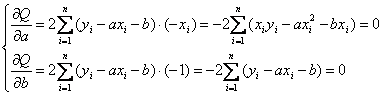 ∂Q/∂a = 2∑_{i=1}^{n}(y_i − ax_i − b)·(−x_i) = −2∑_{i=1}^{n}(x_i y_i − ax_i^2 − bx_i) = 0
∂Q/∂b = 2∑_{i=1}^{n}(y_i − ax_i − b)·(−1) = −2∑_{i=1}^{n}(y_i − ax_i − b) = 0